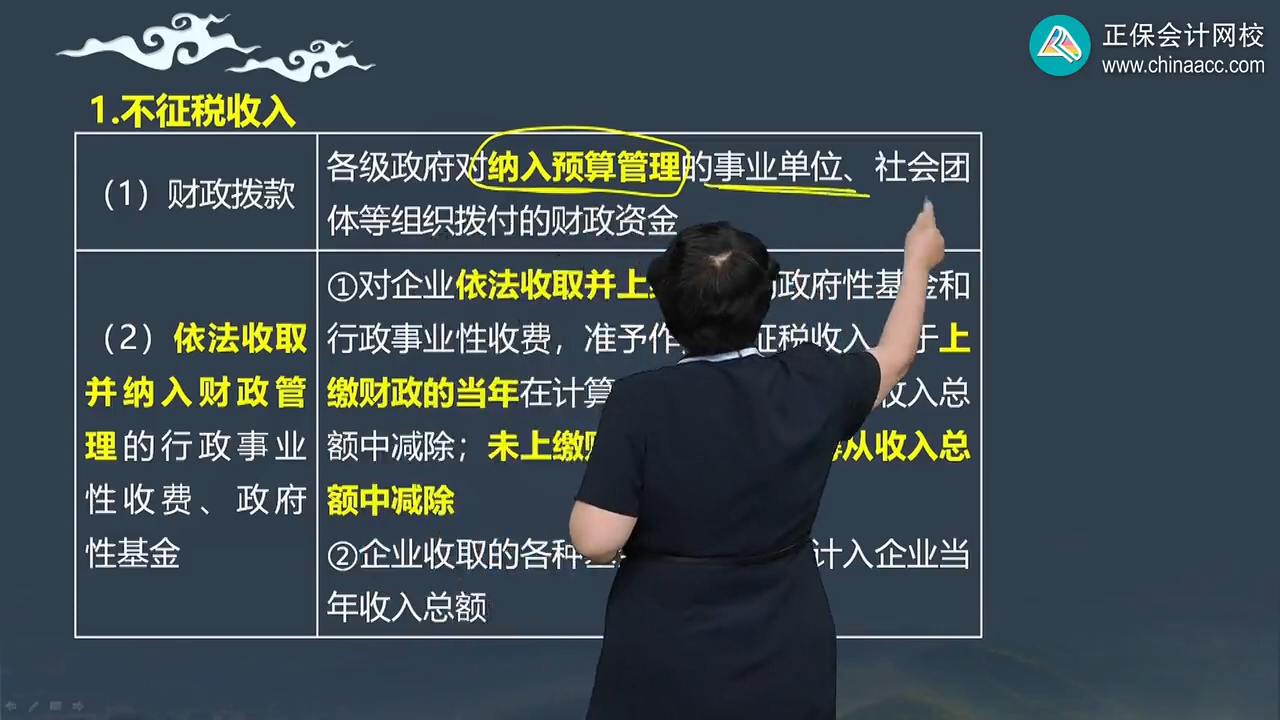 正保会计网校
www.chinaacc.com
1.不征税收入
（1）财政拨款
各级政府对纳入预算管理的事业单位、社会团
体等组织拨付的财政资金
（2）依法收取
并纳入财政管
理的行政事业
性收费、政府
性基金
①对企业依法收取并上 政府性基金和
行政事业性收费，准予作 征税收入 于上
缴财政的当年在计算 收入总
额中减除；未上缴 从收入总
额中减除
②企业收取的各种 计入企业当
年收入总额